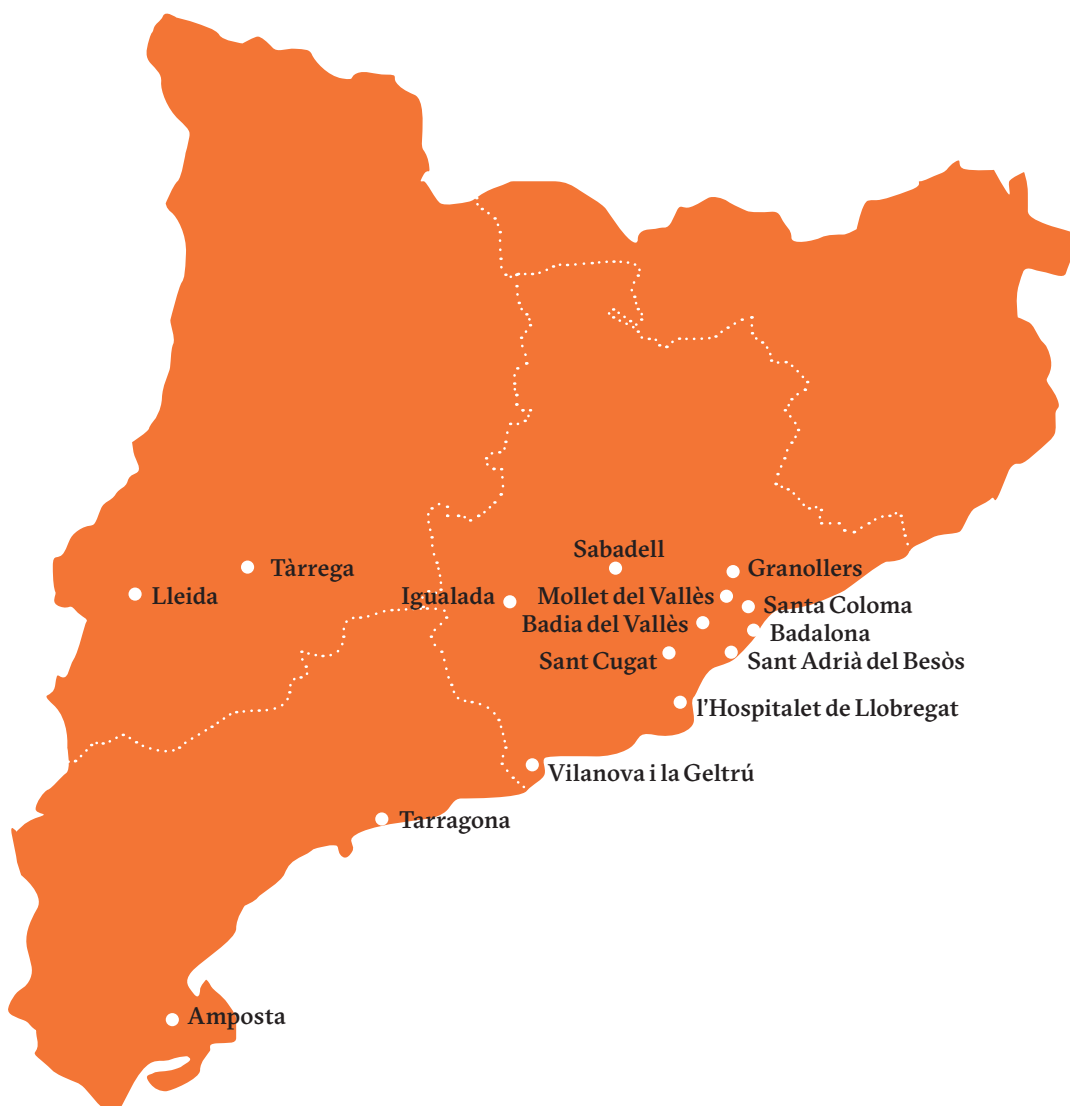 Sabadell
Tàrrega
Granollers
Lleida
Igualada
Mollet del Vallès
Santa Coloma
Badia del Vallès
Badalona
Sant Cugat
Sant Adrià del Besòs
l'Hospitalet de Llobregat
Vilanova i la Geltrú
Tarragona
Amposta